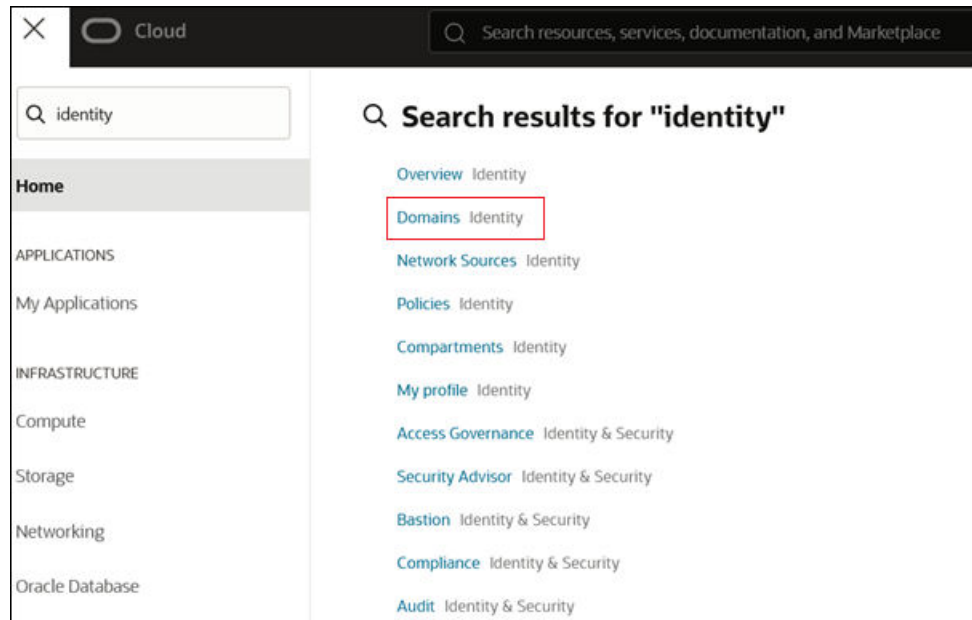 Cloud
Search resources, services, documentation, and Marketplace
identity
Home
APPLICATIONS
My Applications
INFRASTRUCTURE
Compute
Storage
Networking
Oracle Database
Search results for "identity"
Overview Identity
Domains Identity
Network Sources Identity
Policies Identity
Compartments Identity
My profile Identity
Access Governance Identity & Security
Security Advisor Identity & Security
Bastion Identity & Security
Compliance Identity & Security
Audit Identity & Security